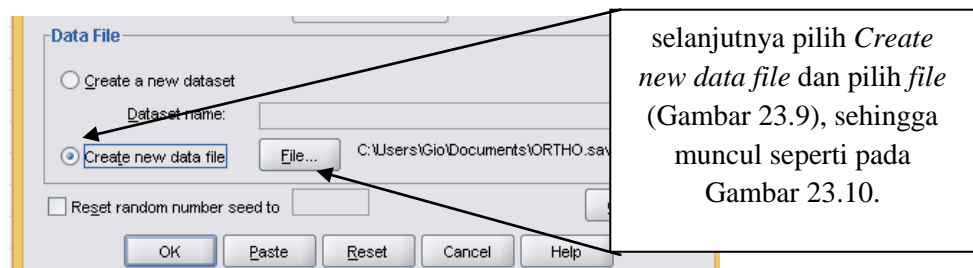 Data File
Create a new dataset
Dataset name:
Create new data file
File...
C:\Users\Gio\Documents\ORTHO.sav
Reset random number seed to
OK
Paste
Reset
Cancel
Help
selanjutnya pilih Create
new data file dan pilih file
(Gambar 23.9), sehingga
muncul seperti pada
Gambar 23.10.